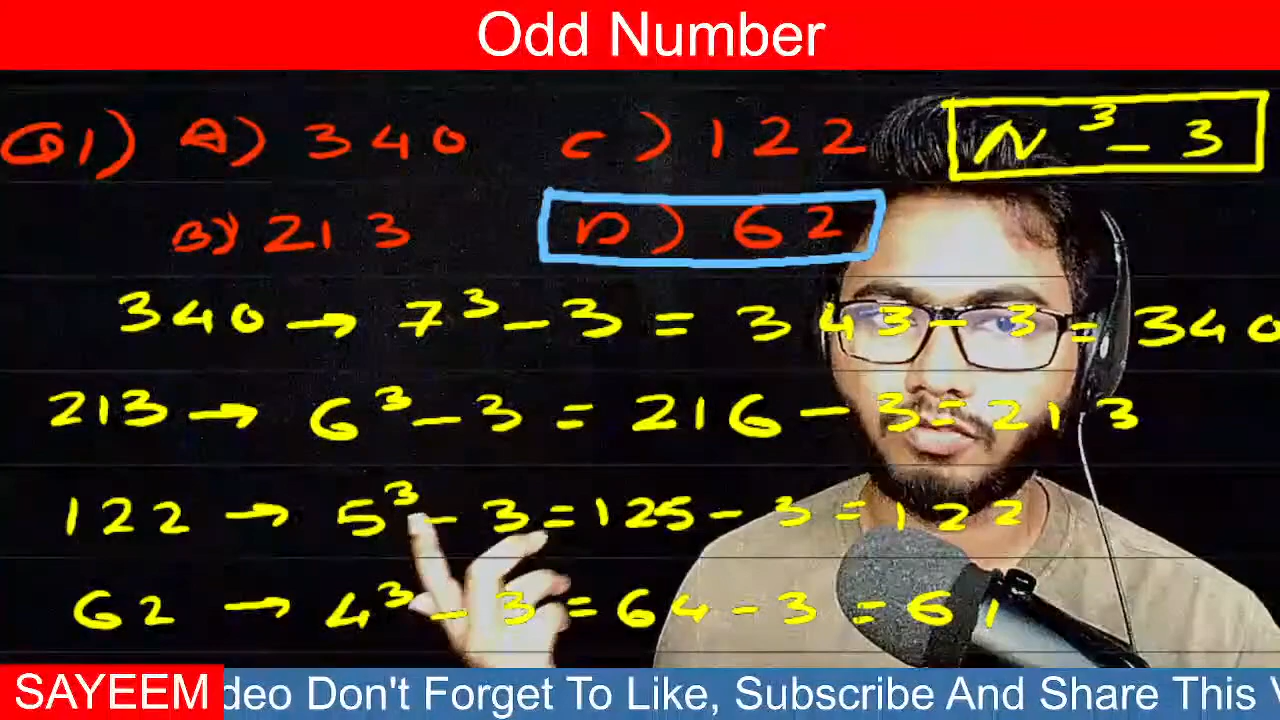 Odd Number
Q1) A) 340 C) 122 N³ - 3
B) 213 D) 62
340 → 7³ - 3 = 343 - 3 = 340
213 → 6³ - 3 = 216 - 3 = 213
122 → 5³ - 3 = 125 - 3 = 122
62 → 4³ - 3 = 64 - 3 = 61
SAYEEM deo Don't Forget To Like, Subscribe And Share This V